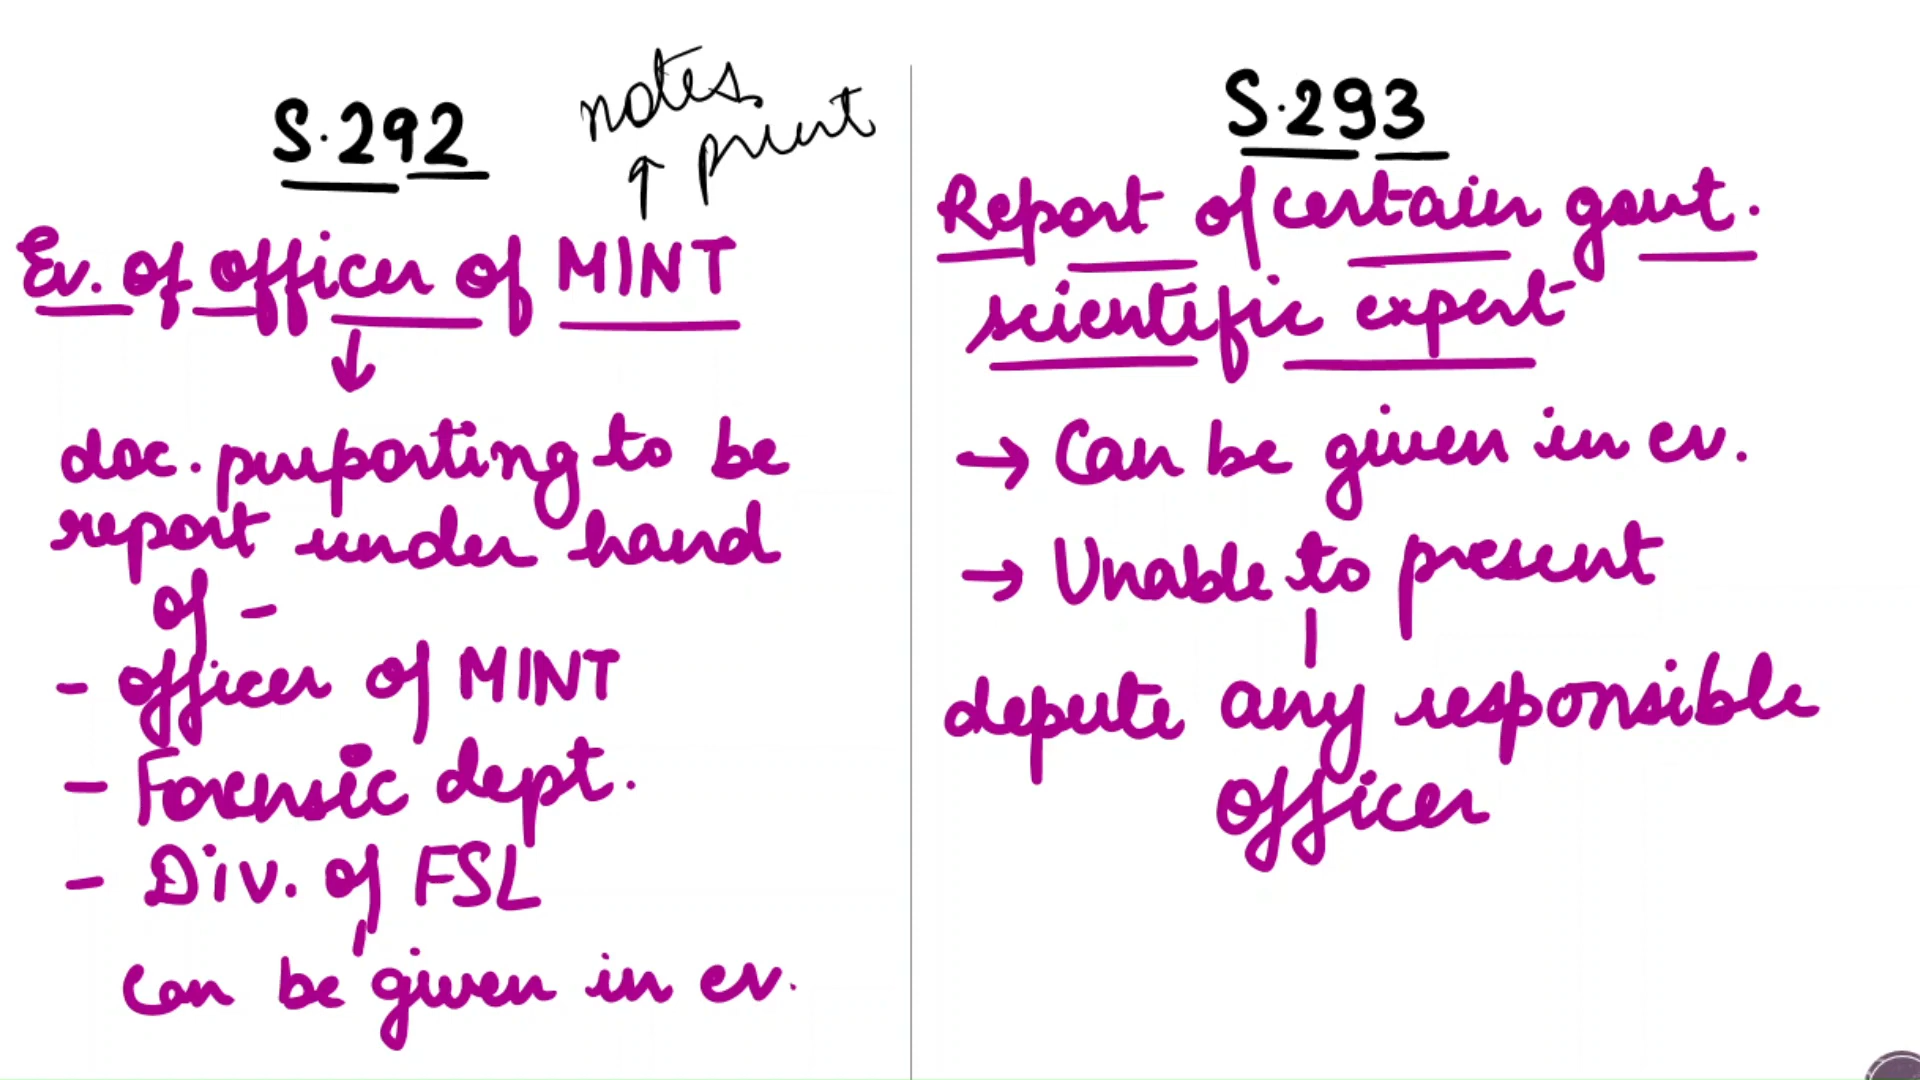 S.292
notes
↑ print
Ev. of officer of MINT
↓
doc. purporting to be
report under hand
of -
- officer of MINT
- Forensic dept.
- Div. of FSL
Can be given in ev.
S.293
Report of certain govt.
scientific expert
→ Can be given in ev.
→ Unable to present
depute any responsible
officer